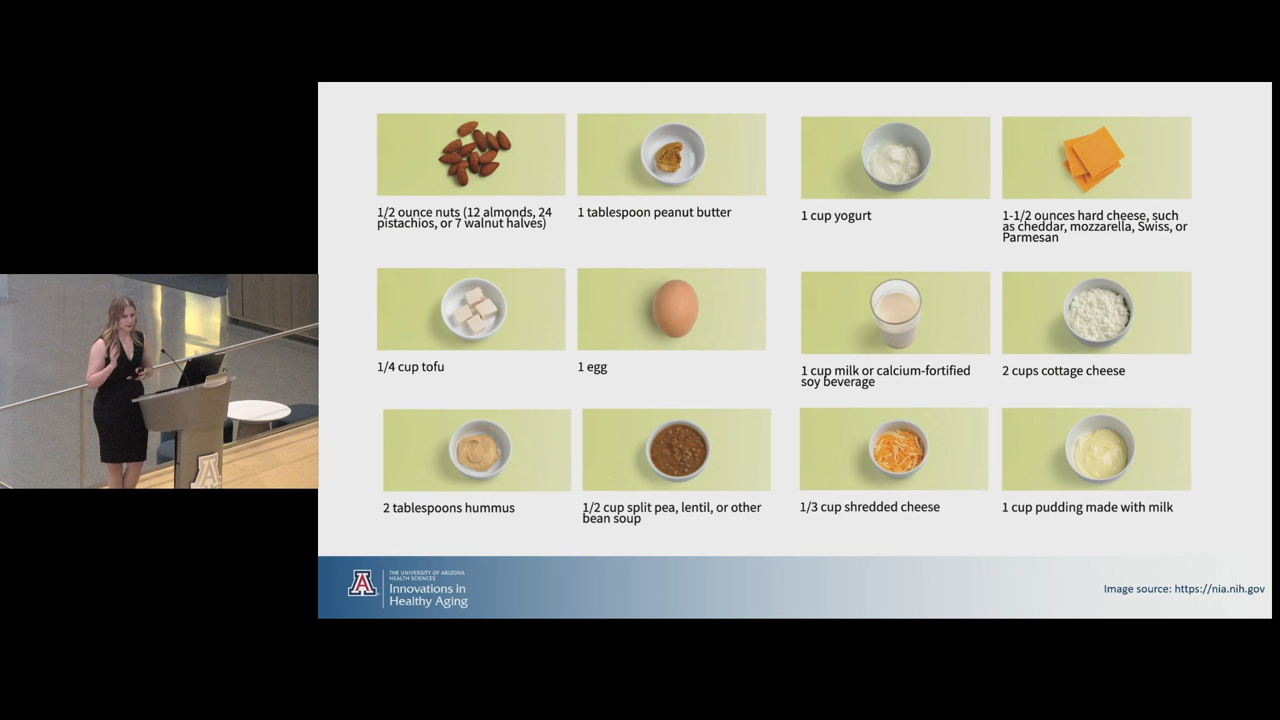 1/2 ounce nuts (12 almonds, 24
pistachios, or 7 walnut halves)
1 tablespoon peanut butter
1 cup yogurt
1-1/2 ounces hard cheese, such
as cheddar, mozzarella, Swiss, or
Parmesan
1/4 cup tofu
1 egg
1 cup milk or calcium-fortified
soy beverage
2 cups cottage cheese
2 tablespoons hummus
1/2 cup split pea, lentil, or other
bean soup
1/3 cup shredded cheese
1 cup pudding made with milk
A
THE UNIVERSITY OF ARIZONA
HEALTH SCIENCES
Innovations in
Healthy Aging
Image source: https://nia.nih.gov
A